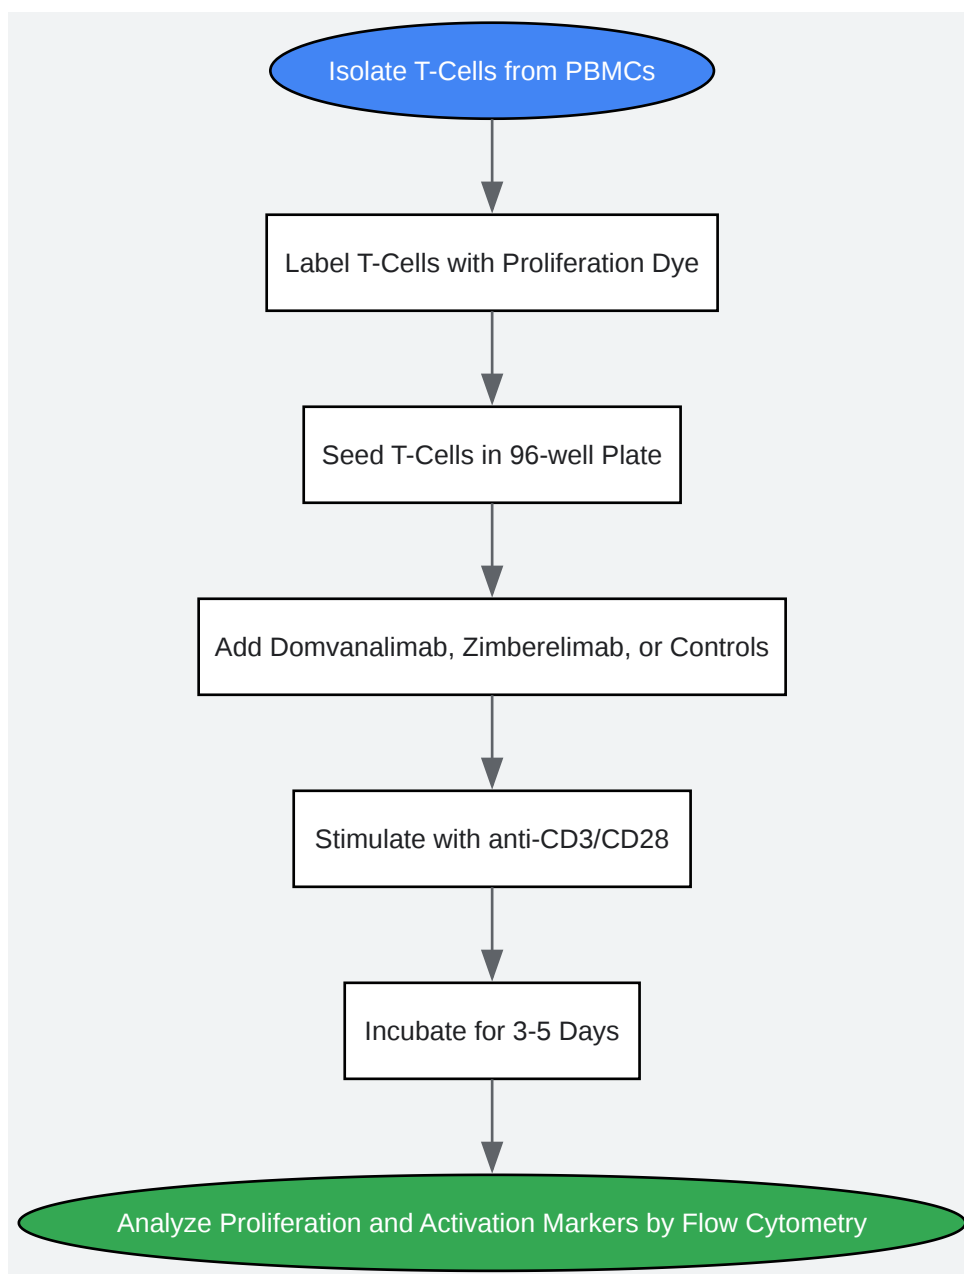 Isolate T-Cells from PBMCs
Label T-Cells with Proliferation Dye
Seed T-Cells in 96-well Plate
Add Domvanalimab, Zimberelimab, or Controls
Stimulate with anti-CD3/CD28
Incubate for 3-5 Days
Analyze Proliferation and Activation Markers by Flow Cytometry